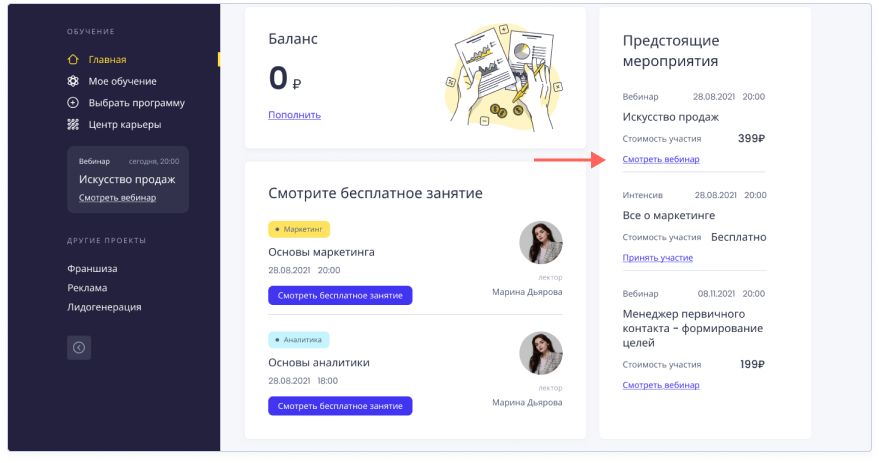 ОБУЧЕНИЕ
Главная
Мое обучение
Выбрать программу
Центр карьеры
Вебинар сегодня, 20:00
Искусство продаж
Смотреть вебинар
ДРУГИЕ ПРОЕКТЫ
Франшиза
Реклама
Лидогенерация
Баланс
0 ₽
Пополнить
Смотрите бесплатное занятие
Маркетинг
Основы маркетинга
28.08.2021 20:00
Смотреть бесплатное занятие
лектор
Марина Дьярова
Аналитика
Основы аналитики
28.08.2021 18:00
Смотреть бесплатное занятие
лектор
Марина Дьярова
Предстоящие
мероприятия
Вебинар 28.08.2021 20:00
Искусство продаж
Стоимость участия 399₽
Смотреть вебинар
Интенсив 28.08.2021 20:00
Все о маркетинге
Стоимость участия Бесплатно
Принять участие
Вебинар 08.11.2021 20:00
Менеджер первичного
контакта - формирование
целей
Стоимость участия 199₽
Смотреть вебинар